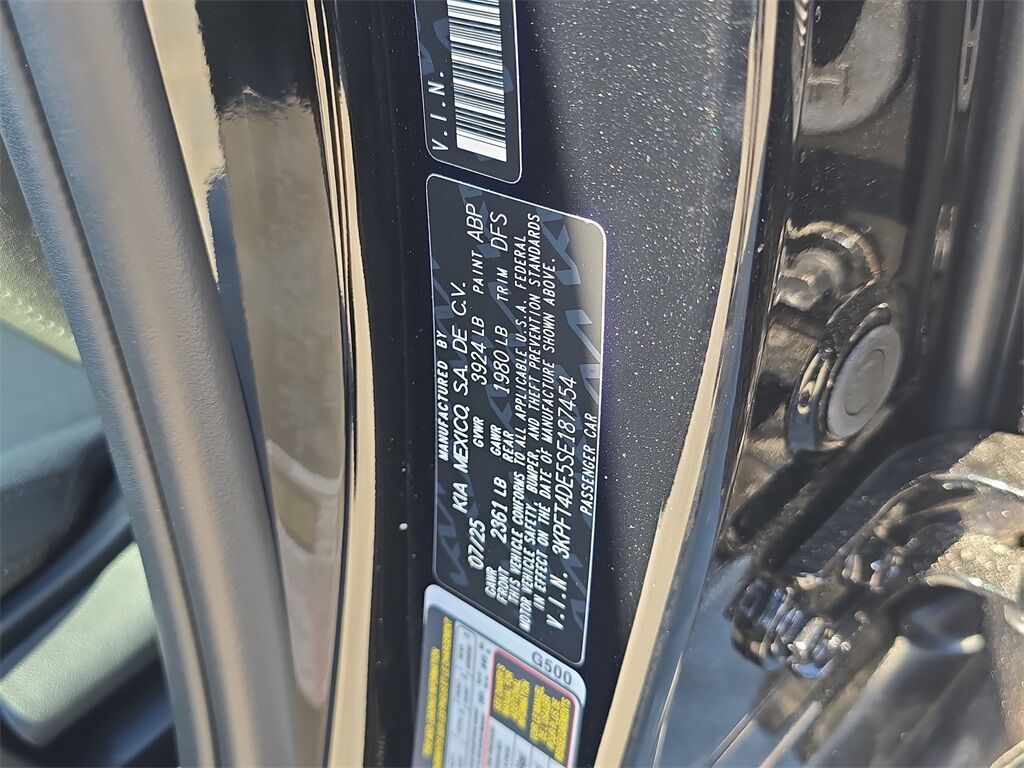 V.I.N.
MANUFACTURED BY
07/25 KIA MEXICO, S.A. DE C.V.
GVWR 3924 LB PAINT ABP
GAWR FRONT 2361 LB GAWR REAR 1980 LB TRIM DFS
THIS VEHICLE CONFORMS TO ALL APPLICABLE U.S.A. FEDERAL
MOTOR VEHICLE SAFETY, BUMPER, AND THEFT PREVENTION STANDARDS
IN EFFECT ON THE DATE OF MANUFACTURE SHOWN ABOVE.
V.I.N. 3KPFT4DE5SE187454
PASSENGER CAR
G500